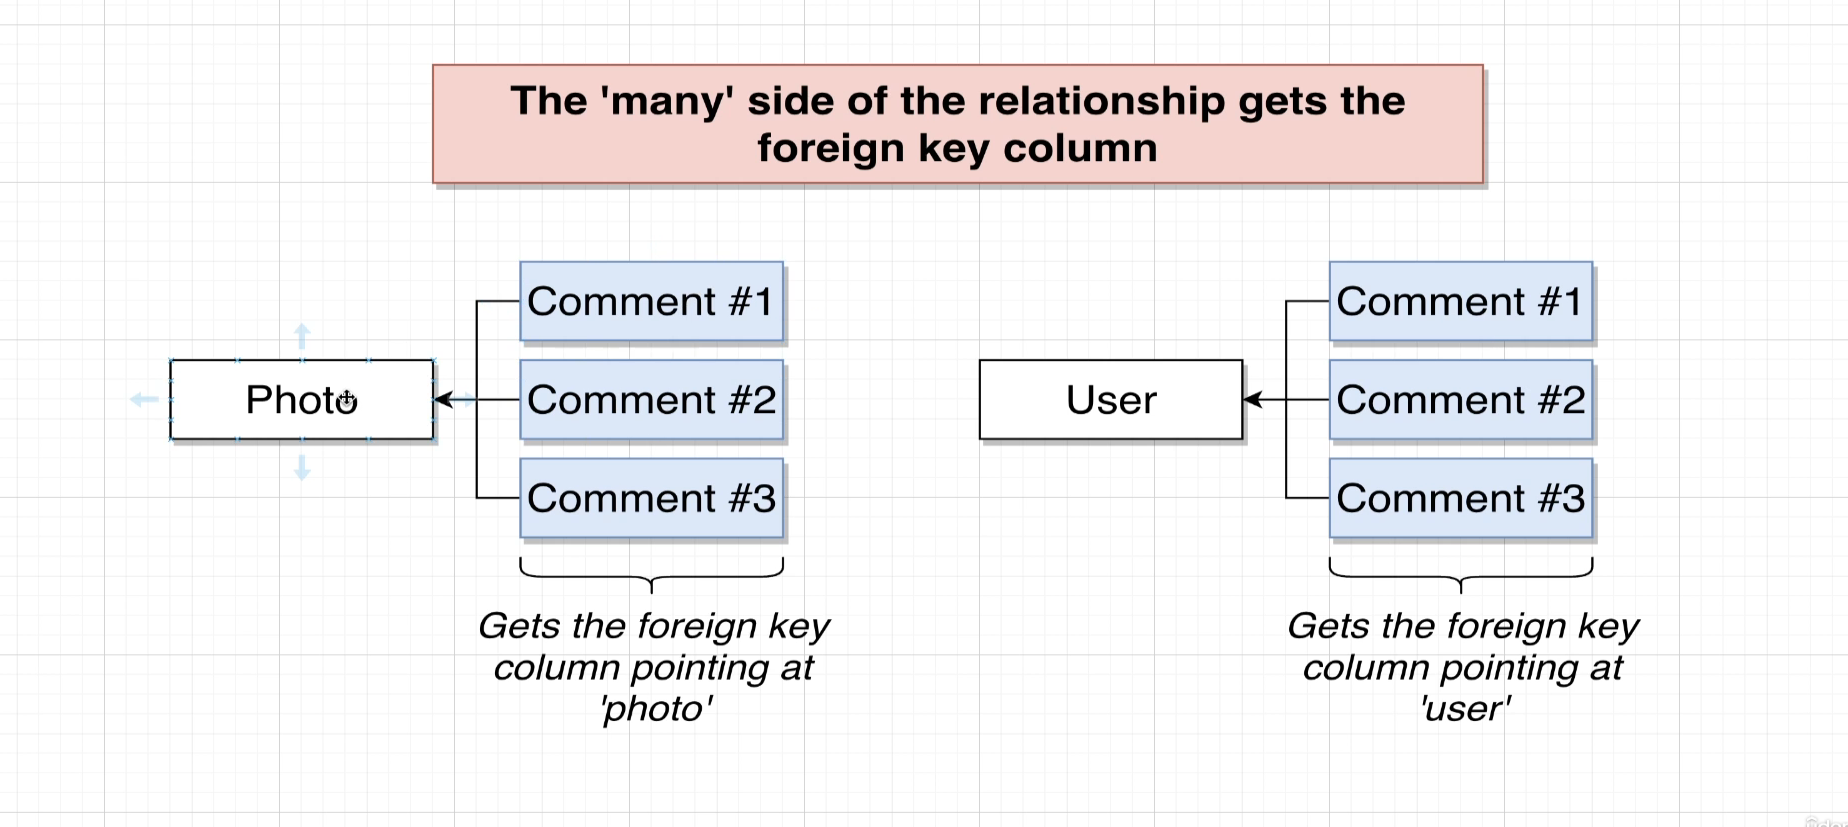 The 'many' side of the relationship gets the
foreign key column
Comment #1
Photo
Comment #2
Comment #3
Gets the foreign key
column pointing at
'photo'
Comment #1
User
Comment #2
Comment #3
Gets the foreign key
column pointing at
'user'